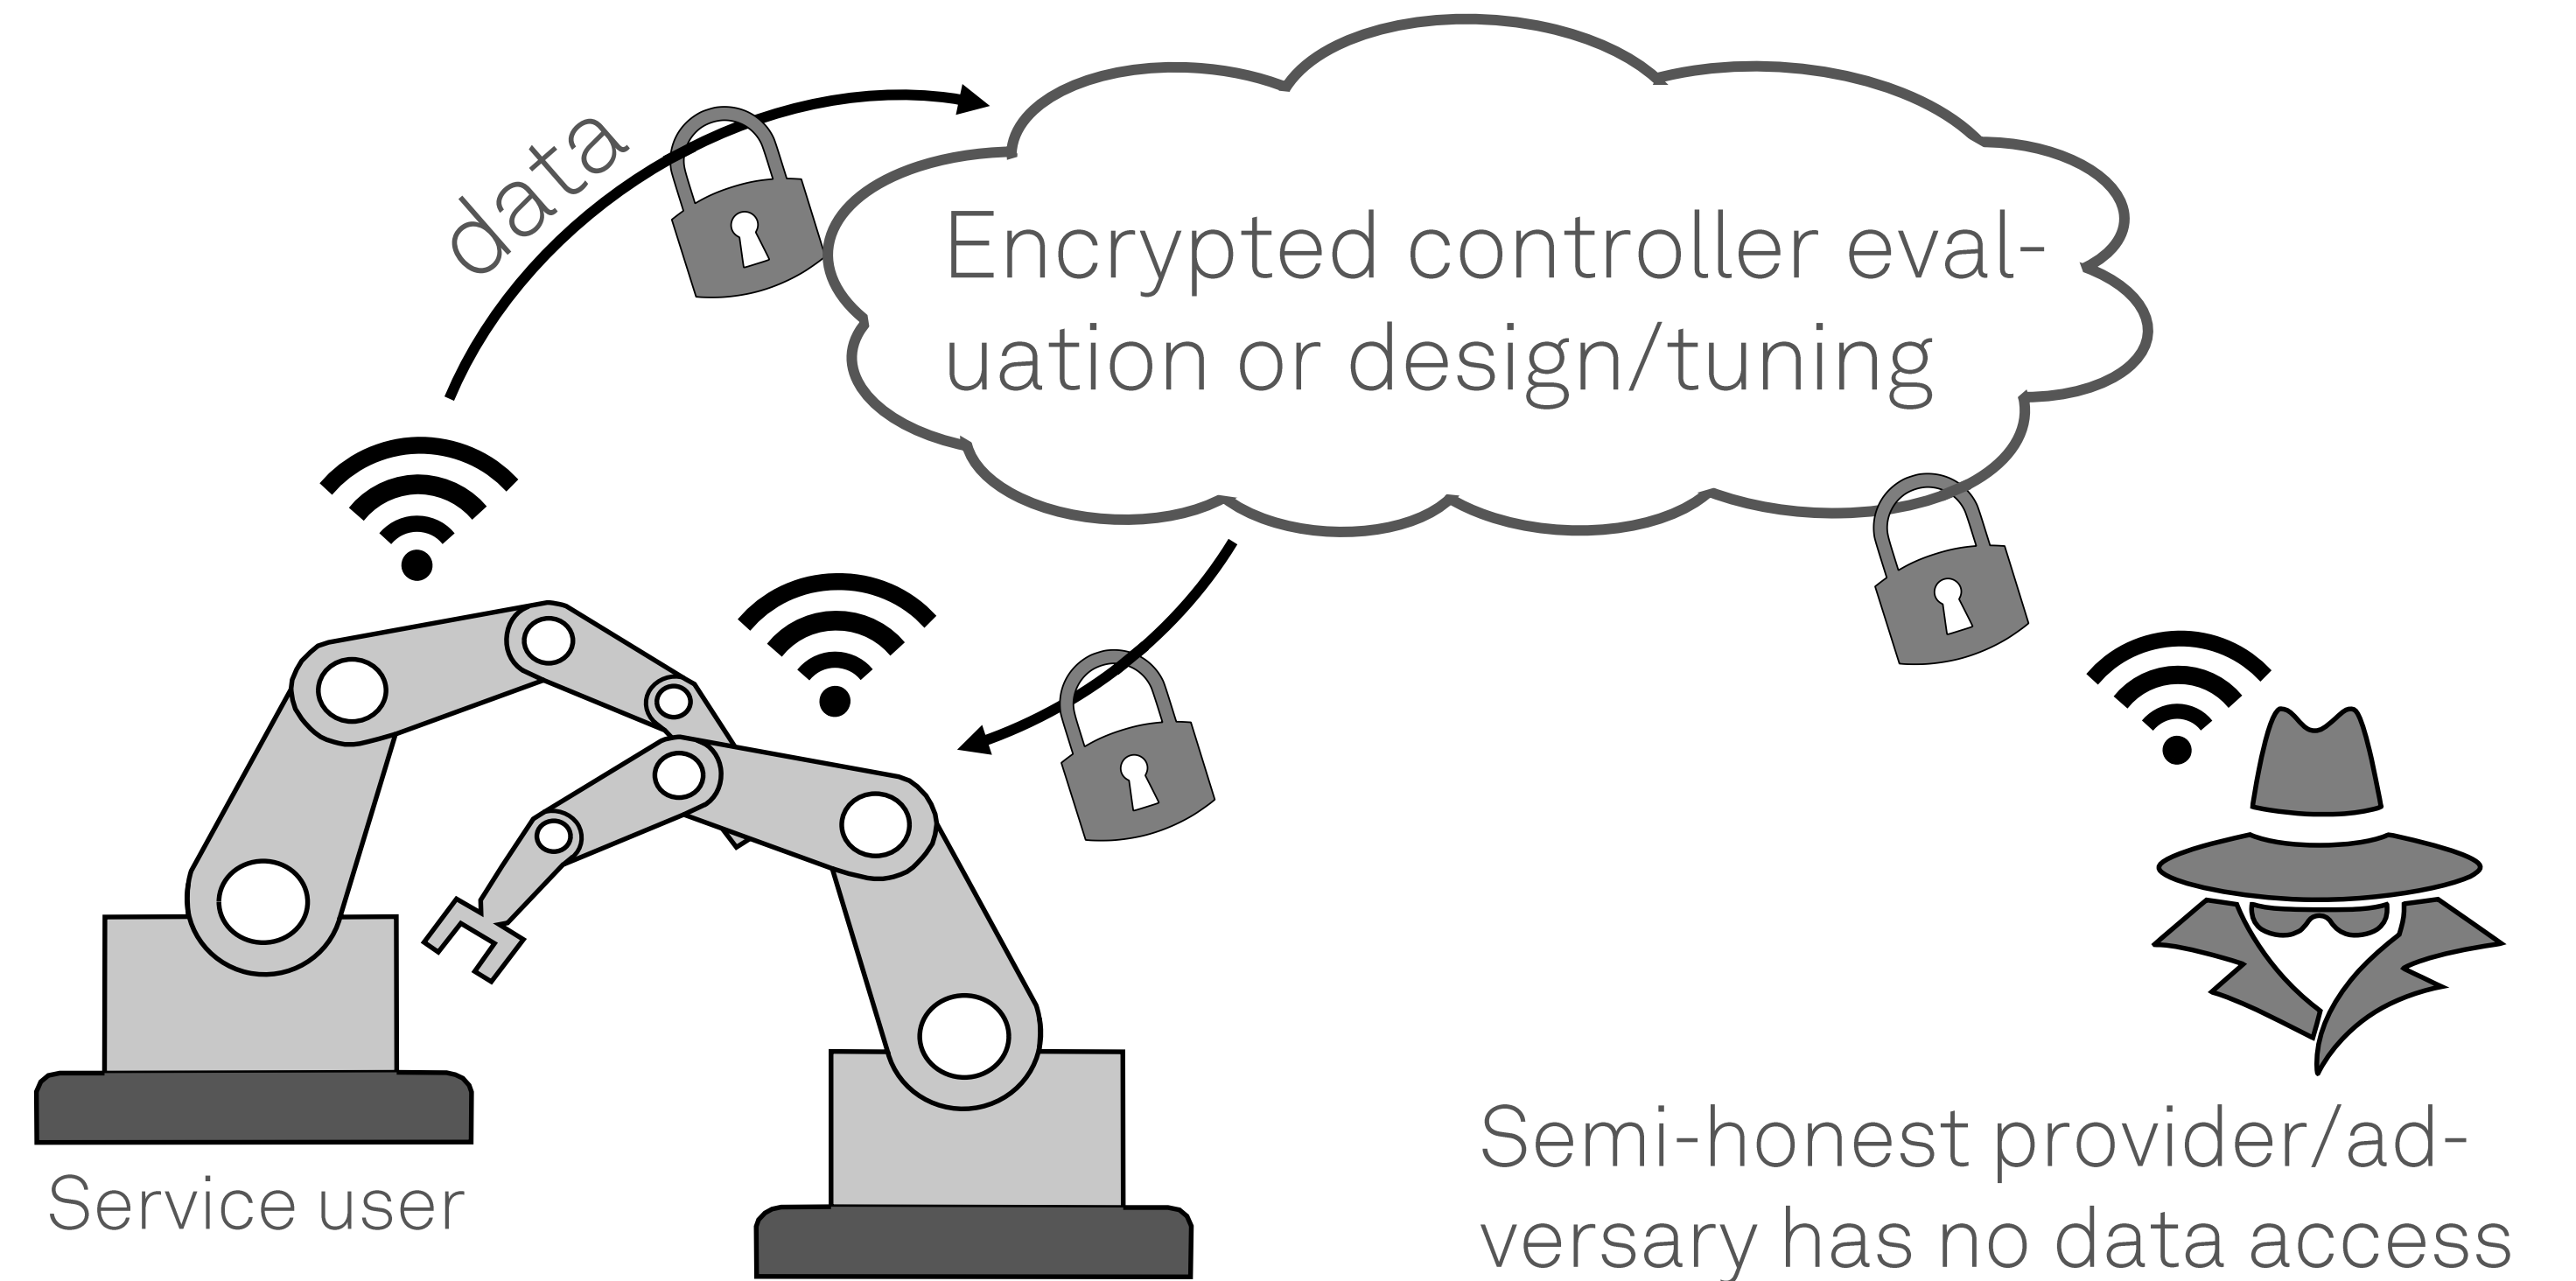 data
Encrypted controller eval-
uation or design/tuning
Service user
Semi-honest provider/ad-
versary has no data access